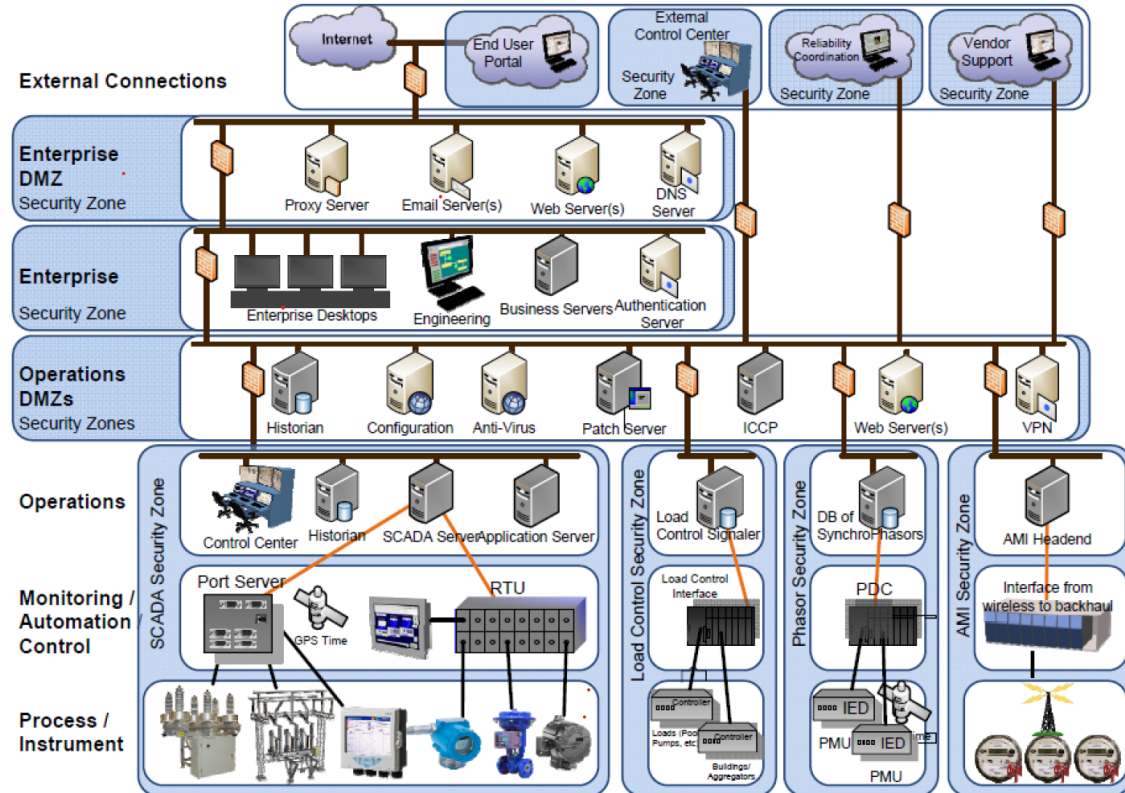 Internet
End User
Portal
External
Control Center
Security
Zone
Reliability
Coordination
Security Zone
Vendor
Support
Security Zone
External Connections
Enterprise
DMZ
Security Zone
Proxy Server
Email Server(s)
Web Server(s)
DNS
Server
Enterprise
Security Zone
Enterprise Desktops
Engineering
Business Servers
Authentication
Server
Operations
DMZs
Security Zones
Historian
Configuration
Anti-Virus
Patch Server
ICCP
Web Server(s)
VPN
Operations
SCADA Security Zone
Control Center
Historian
SCADA Server
Application Server
Load Control Security Zone
Load
Control Signaler
Phasor Security Zone
DB of
SynchroPhasors
AMI Security Zone
AMI Headend
Monitoring /
Automation
Control
Port Server
GPS Time
RTU
Load Control
Interface
PDC
Interface from
wireless to backhaul
Process /
Instrument
Controller
Loads (Pool
Pumps, etc)
Controller
Buildings/
Aggregators
IED
PMU
IED
PMU